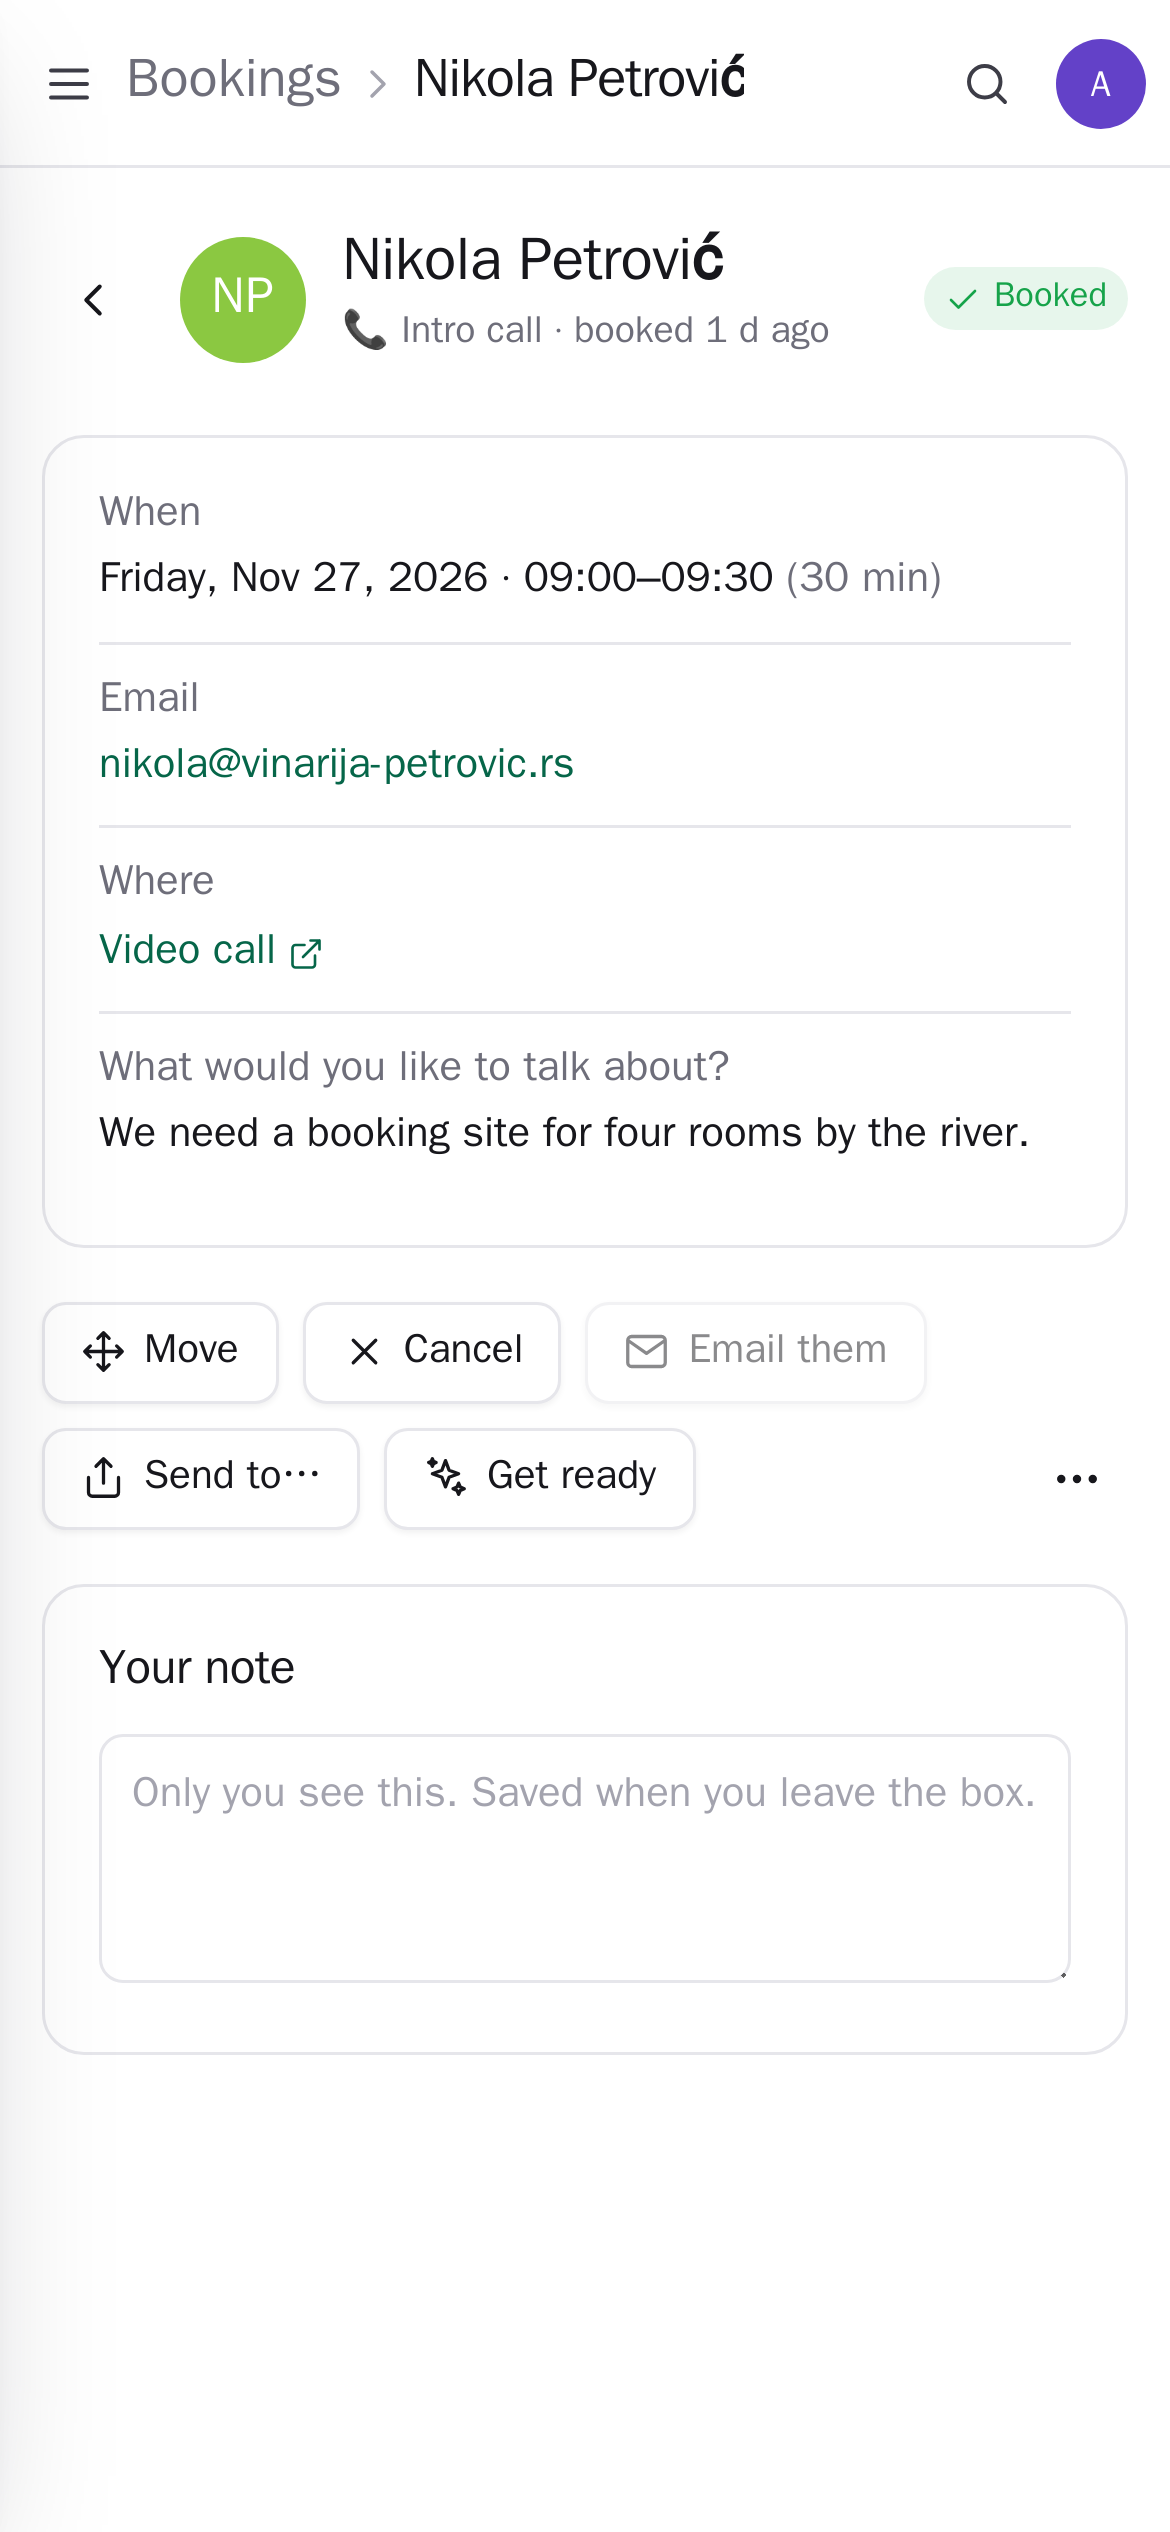 Bookings > Nikola Petrović
A
NP
Nikola Petrović
📞 Intro call · booked 1 d ago
Booked
When
Friday, Nov 27, 2026 · 09:00–09:30 (30 min)
Email
nikola@vinarija-petrovic.rs
Where
Video call
What would you like to talk about?
We need a booking site for four rooms by the river.
Move
Cancel
Email them
Send to…
Get ready
Your note
Only you see this. Saved when you leave the box.